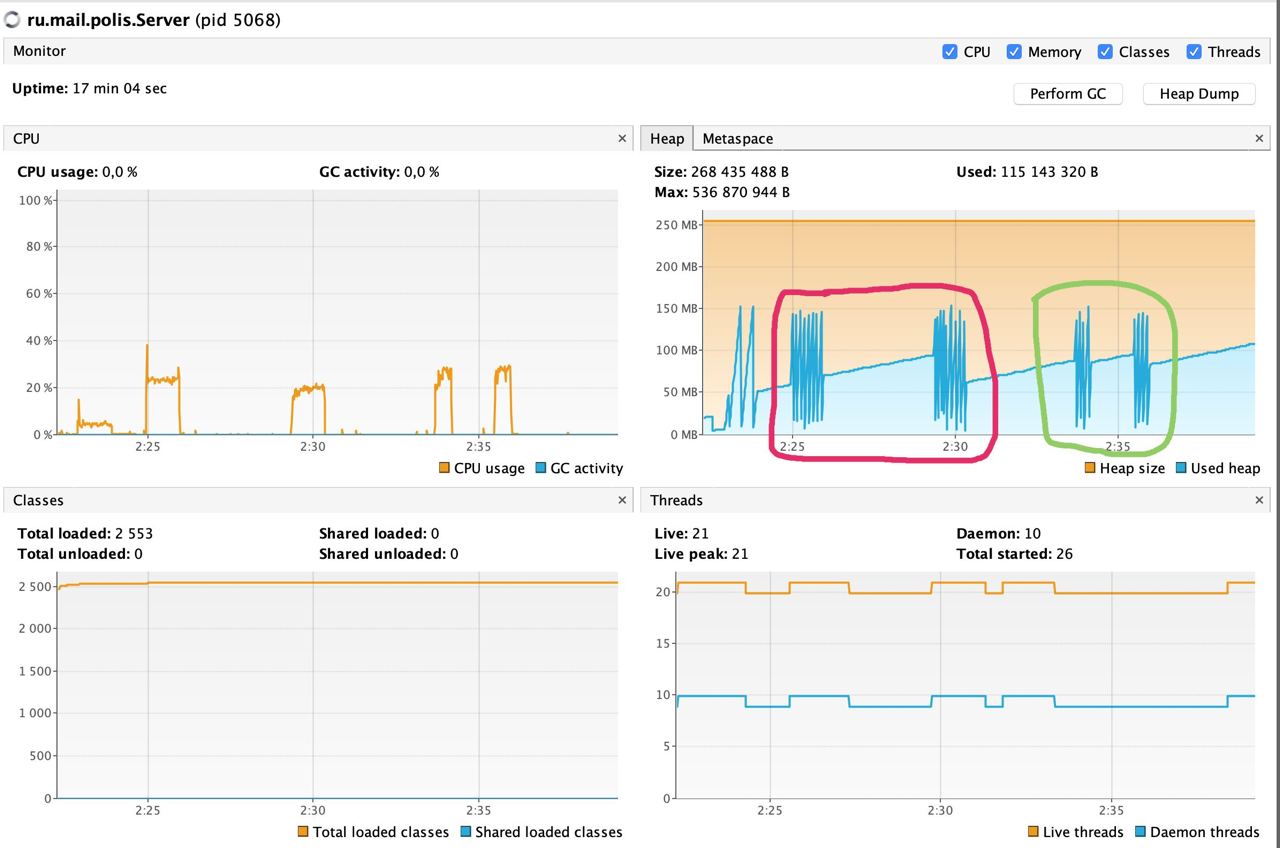 ru.mail.polis.Server (pid 5068)
Monitor
CPU Memory Classes Threads
Uptime: 17 min 04 sec
Perform GC Heap Dump
CPU ×
CPU usage: 0,0 % GC activity: 0,0 %
100 %
80 %
60 %
40 %
20 %
0 %
2:25 2:30 2:35
CPU usage GC activity
Heap Metaspace ×
Size: 268 435 488 B Used: 115 143 320 B
Max: 536 870 944 B
250 MB
200 MB
150 MB
100 MB
50 MB
0 MB
2:25 2:30 2:35
Heap size Used heap
Classes ×
Total loaded: 2 553 Shared loaded: 0
Total unloaded: 0 Shared unloaded: 0
2 500
2 000
1 500
1 000
500
0
2:25 2:30 2:35
Total loaded classes Shared loaded classes
Threads ×
Live: 21 Daemon: 10
Live peak: 21 Total started: 26
20
15
10
5
0
2:25 2:30 2:35
Live threads Daemon threads